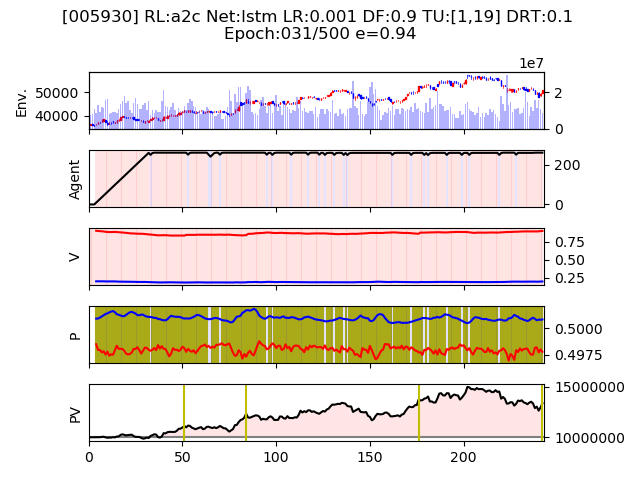 [005930] RL:a2c Net:lstm LR:0.001 DF:0.9 TU:[1,19] DRT:0.1
Epoch:031/500 e=0.94
1e7
Env.
50000
40000
2
0
Agent
200
0
V
0.75
0.50
0.25
P
0.5000
0.4975
PV
15000000
10000000
0
50
100
150
200